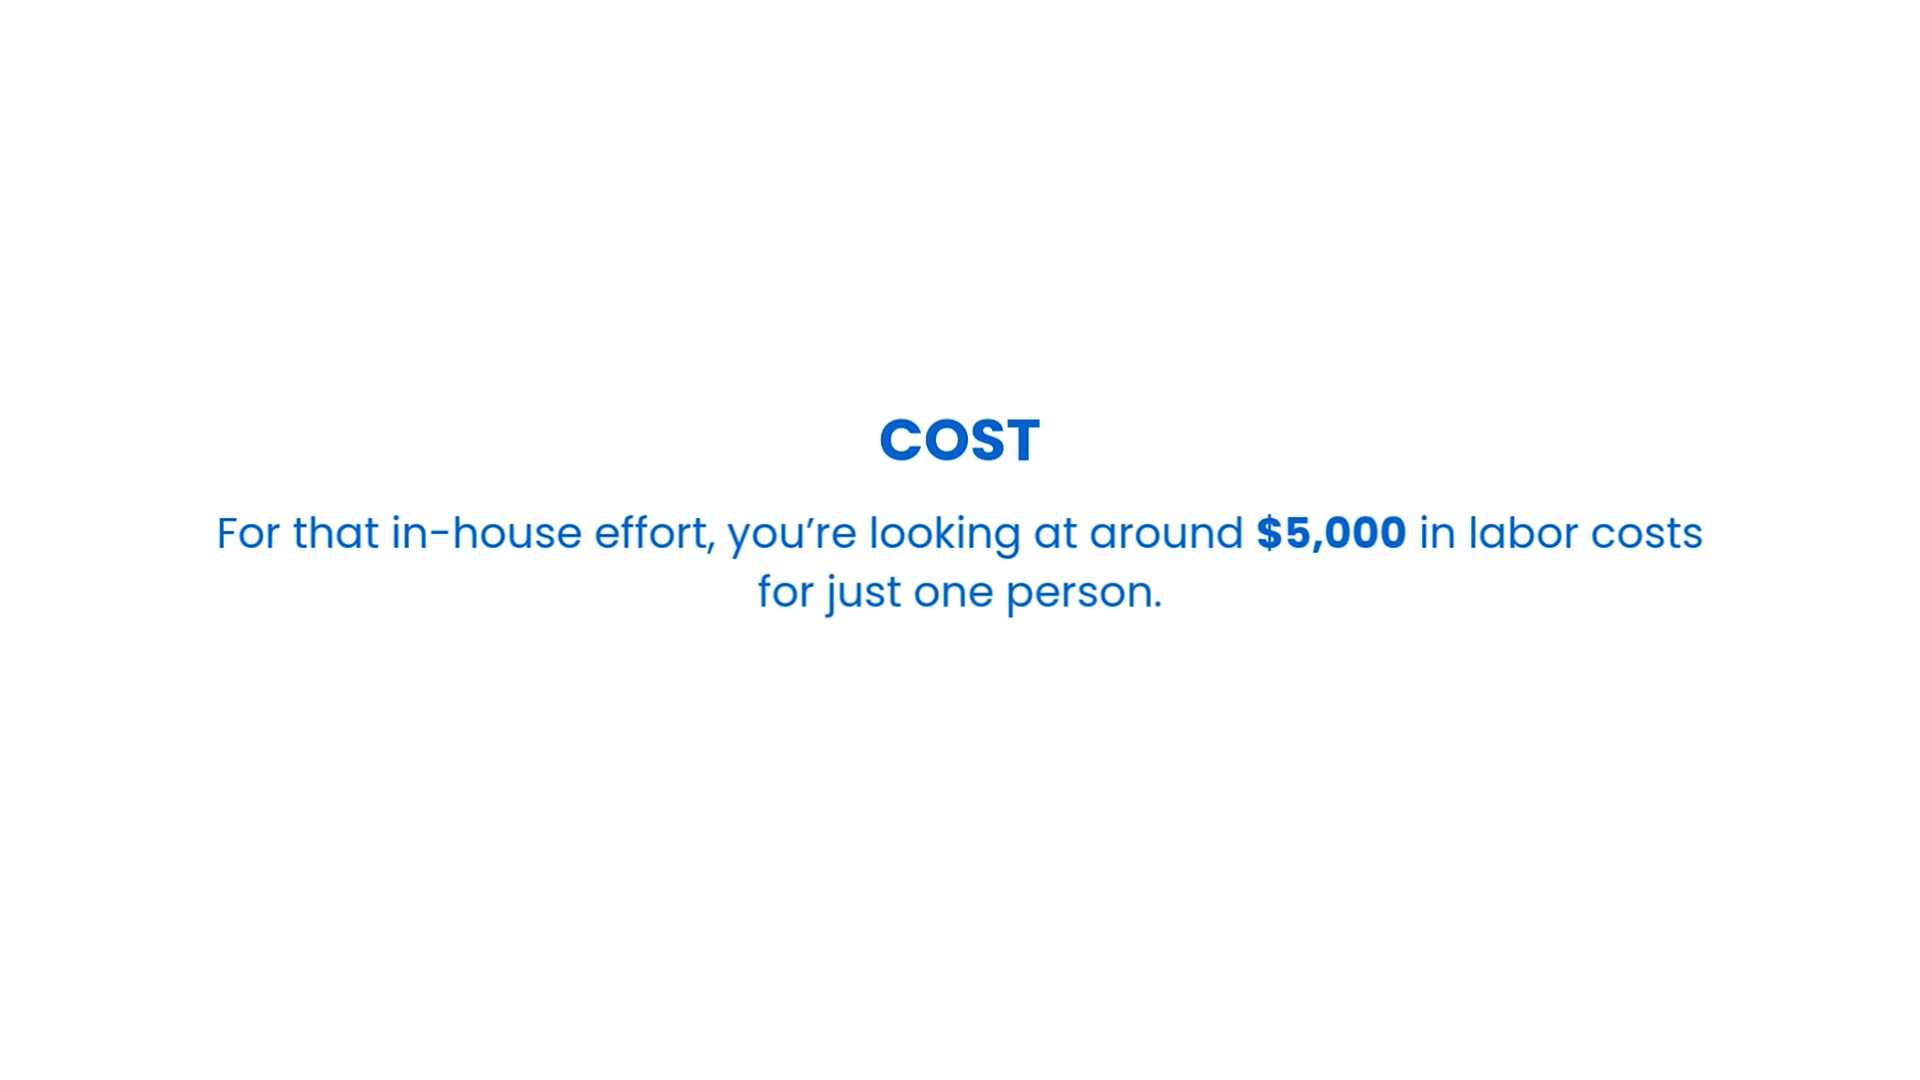 COST
For that in-house effort, you’re looking at around $5,000 in labor costs
for just one person.